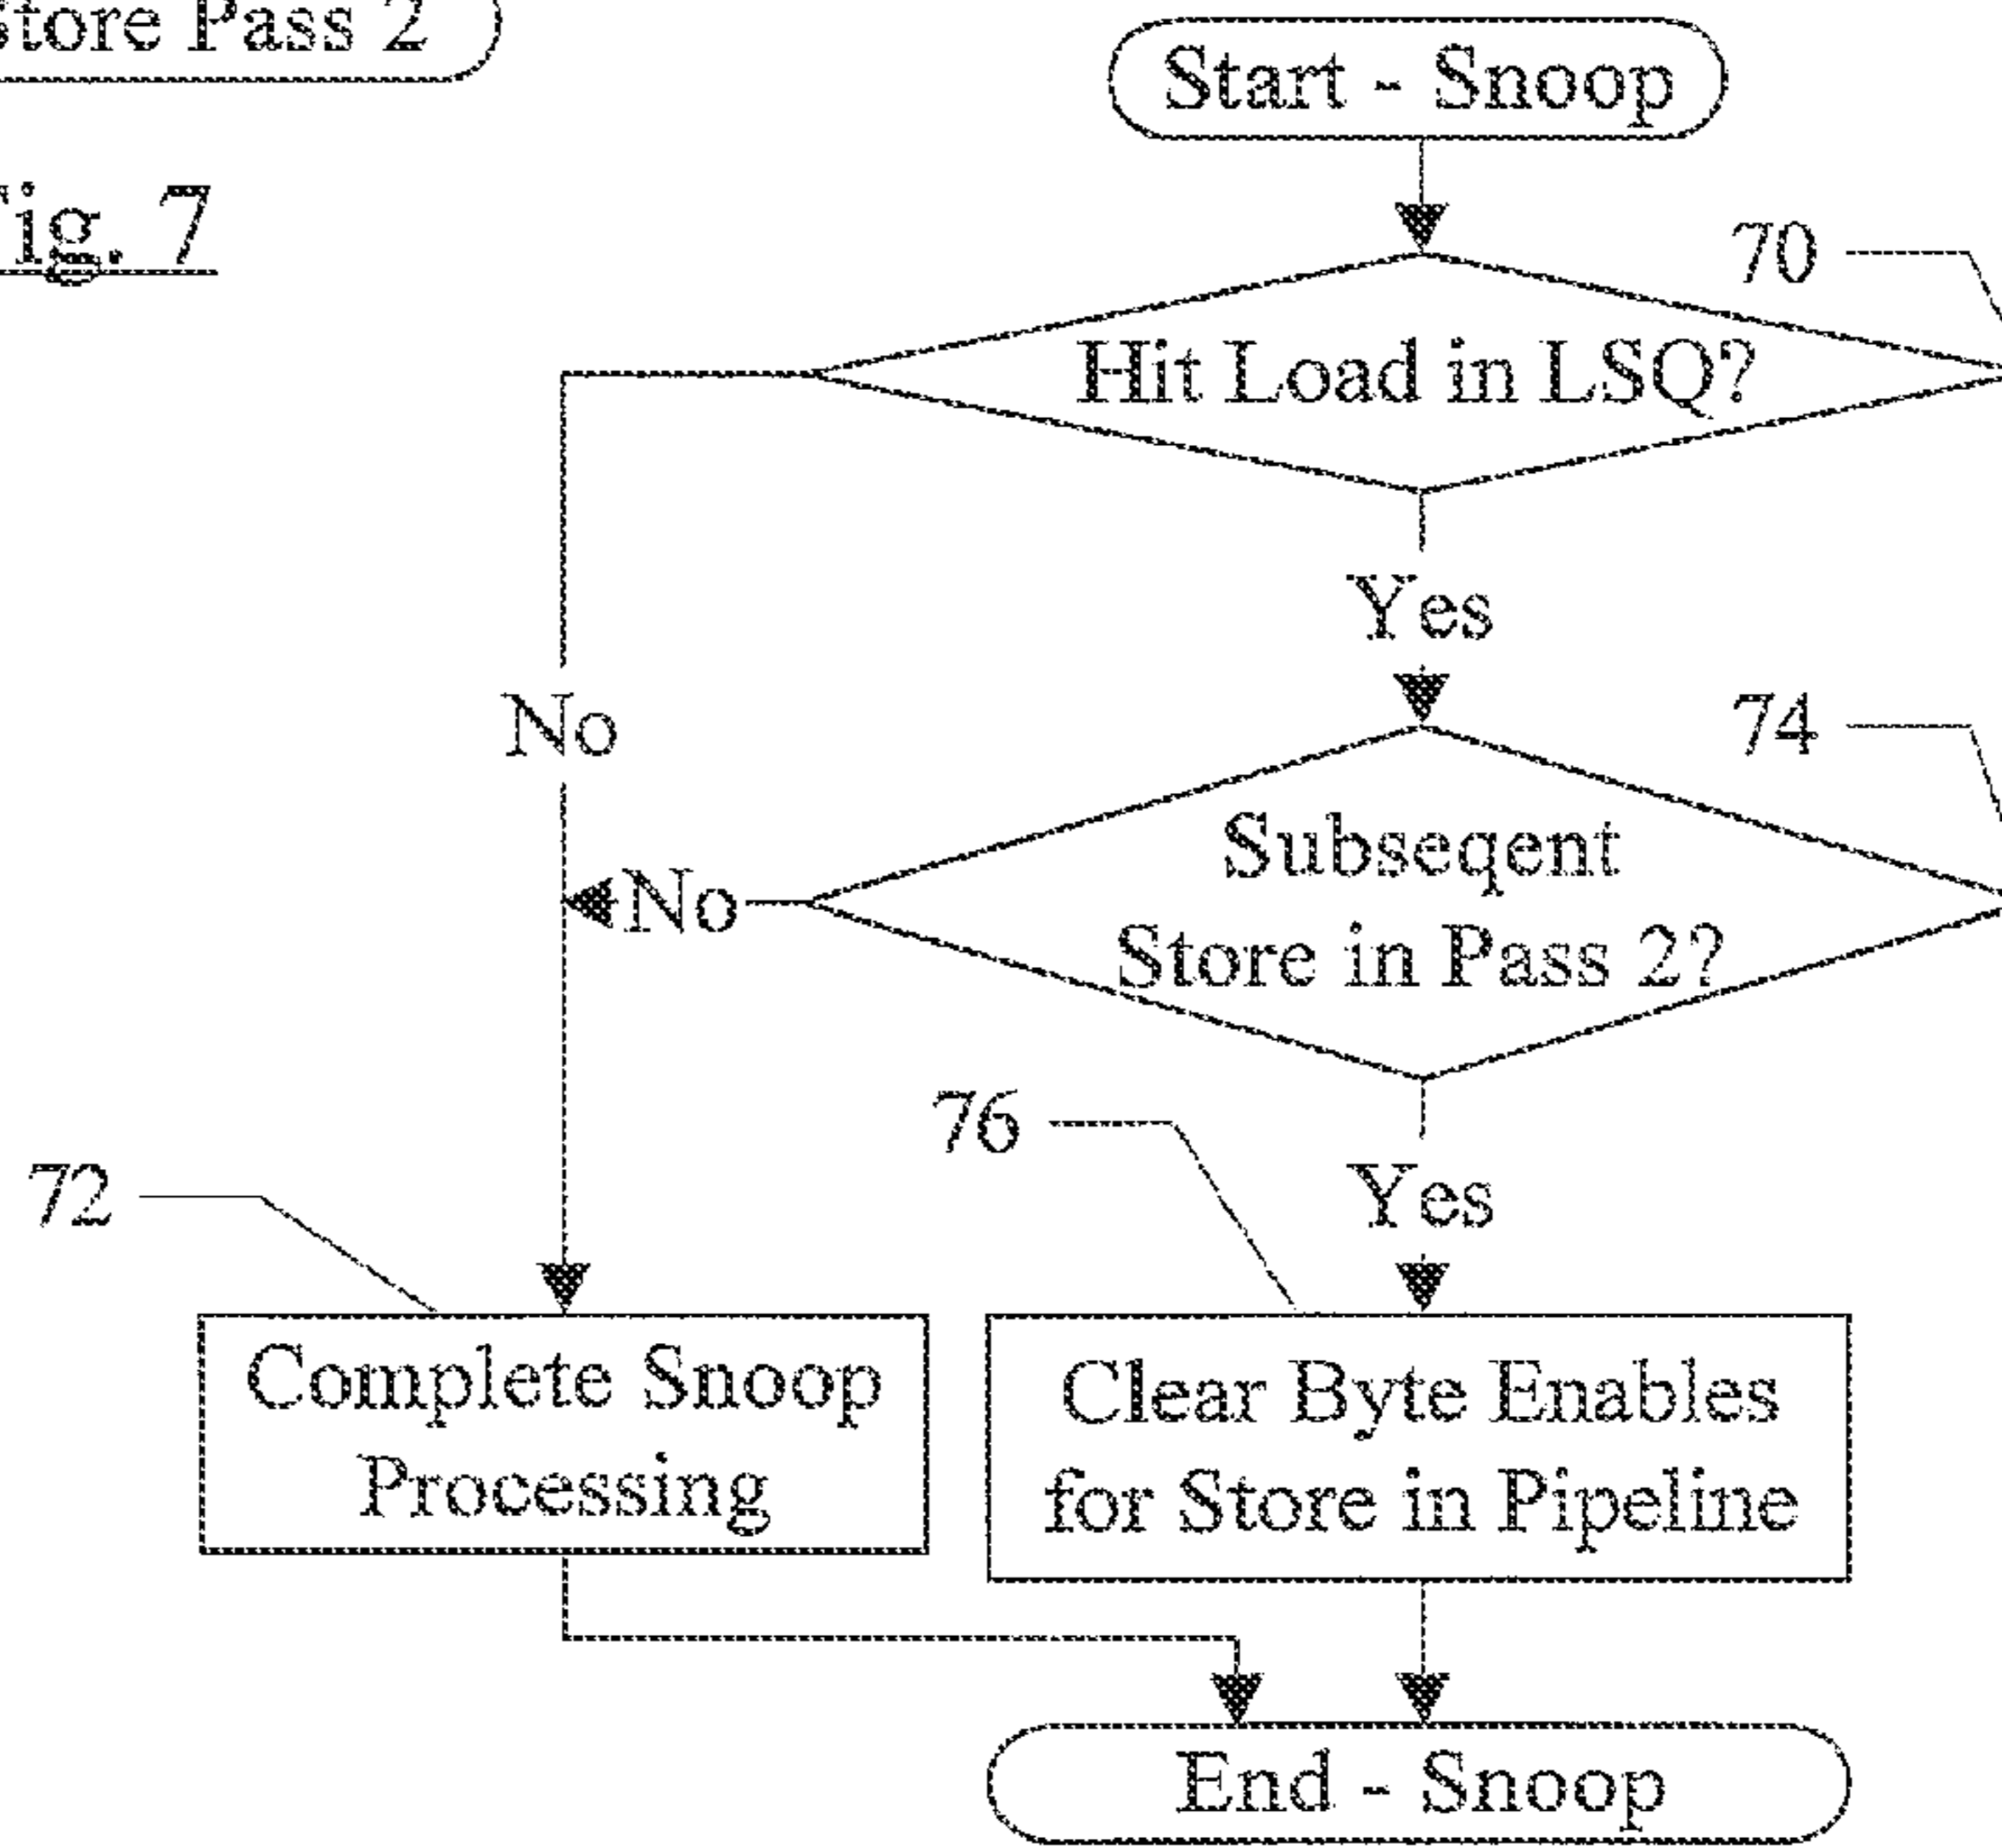 Store Pass 2
Start - Snoop
Fig. 7
70
Hit Load in LSQ?
Yes
No
74
Subseqent
Store in Pass 2?
No
76
Yes
72
Complete Snoop
Processing
Clear Byte Enables
for Store in Pipeline
End - Snoop